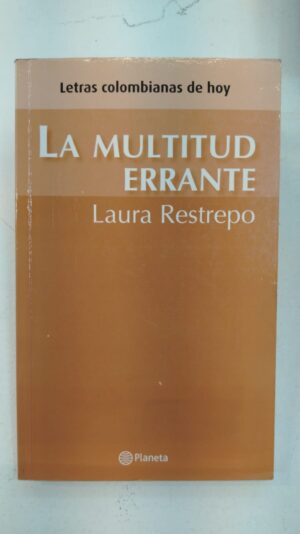 Letras colombianas de hoy
LA MULTITUD
ERRANTE
Laura Restrepo
Planeta